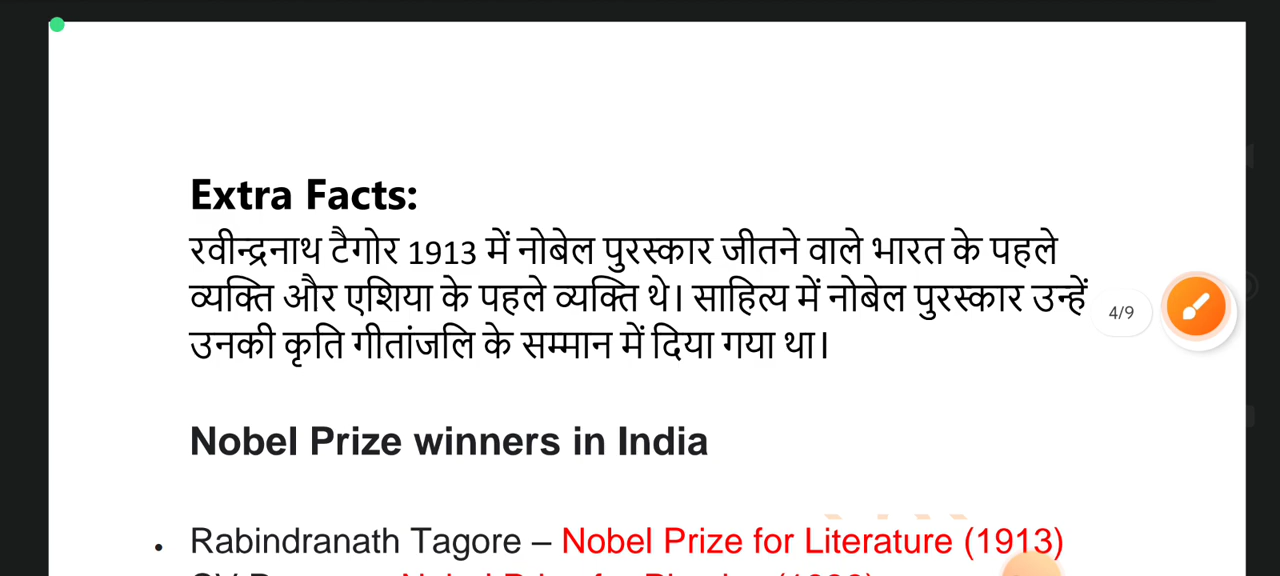 Extra Facts:
रवीन्द्रनाथ टैगोर 1913 में नोबेल पुरस्कार जीतने वाले भारत के पहले
व्यक्ति और एशिया के पहले व्यक्ति थे। साहित्य में नोबेल पुरस्कार उन्हें
4/9
उनकी कृति गीतांजलि के सम्मान में दिया गया था।
Nobel Prize winners in India
• Rabindranath Tagore – Nobel Prize for Literature (1913)